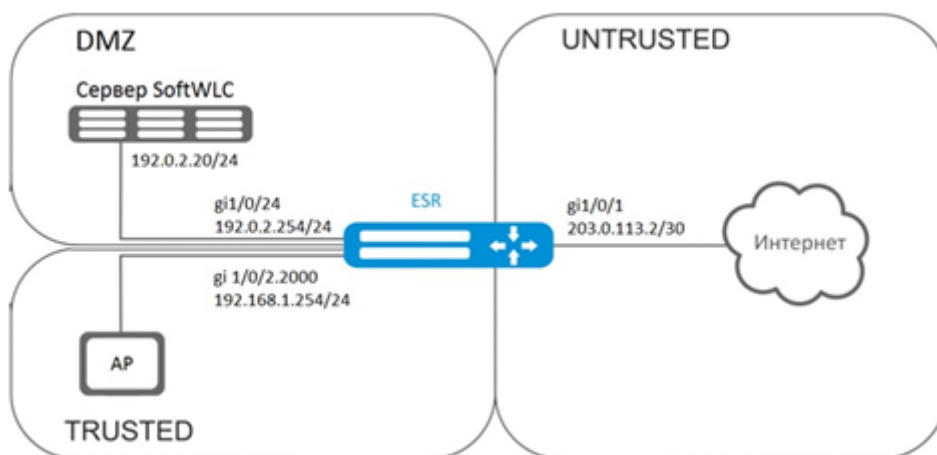 DMZ
UNTRUSTED
Сервер SoftWLC
192.0.2.20/24
gi1/0/24
192.0.2.254/24
ESR
gi1/0/1
203.0.113.2/30
Интернет
gi 1/0/2.2000
192.168.1.254/24
AP
TRUSTED